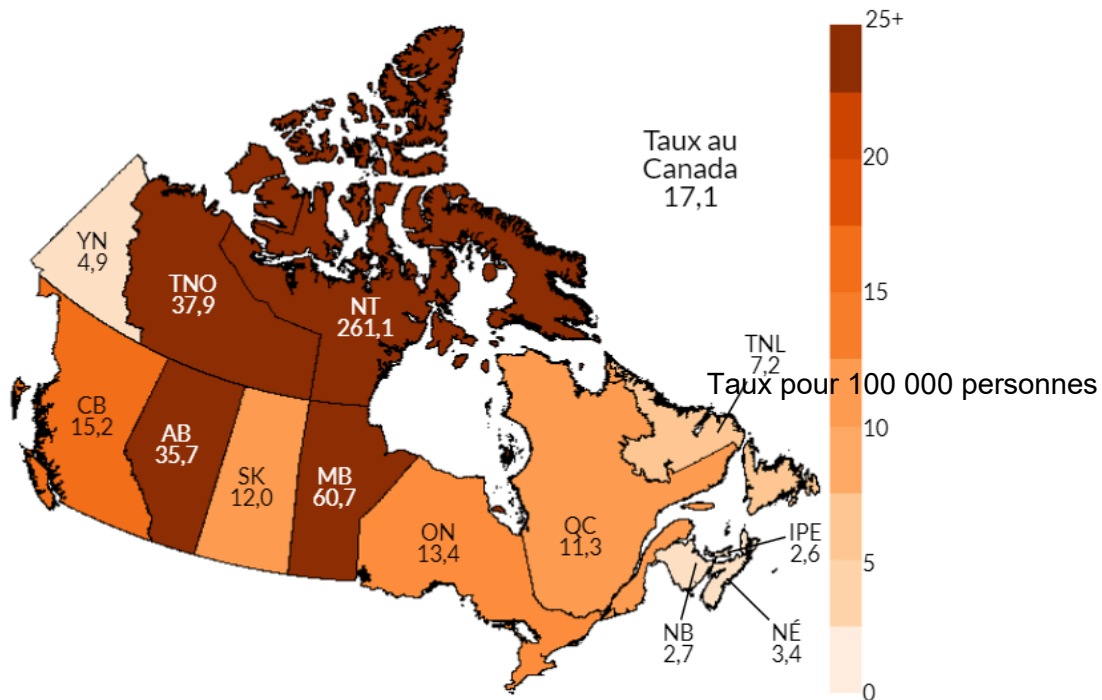 25+
Taux au
Canada
17,1
20
YN
4,9
TNO
37,9
NT
261,1
15
TNL
7,2
Taux pour 100 000 personnes
CB
15,2
AB
35,7
SK
12,0
MB
60,7
10
ON
13,4
QC
11,3
IPE
2,6
5
NB
2,7
NÉ
3,4
0